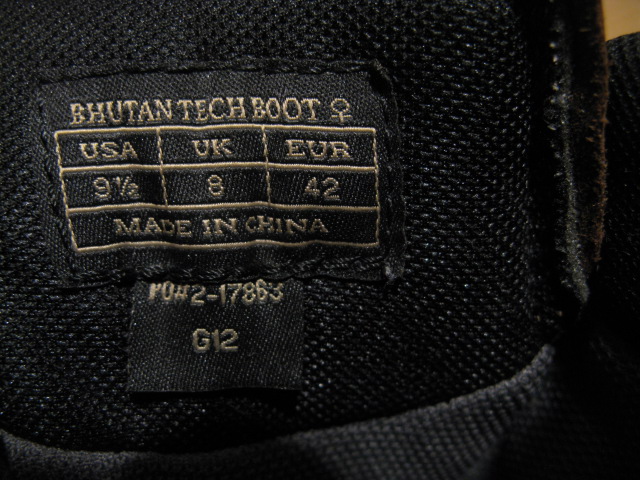 BHUTAN TECH BOOT ♀
USA UK EUR
9½ 8 42
MADE IN CHINA
PO#2-17863
G12